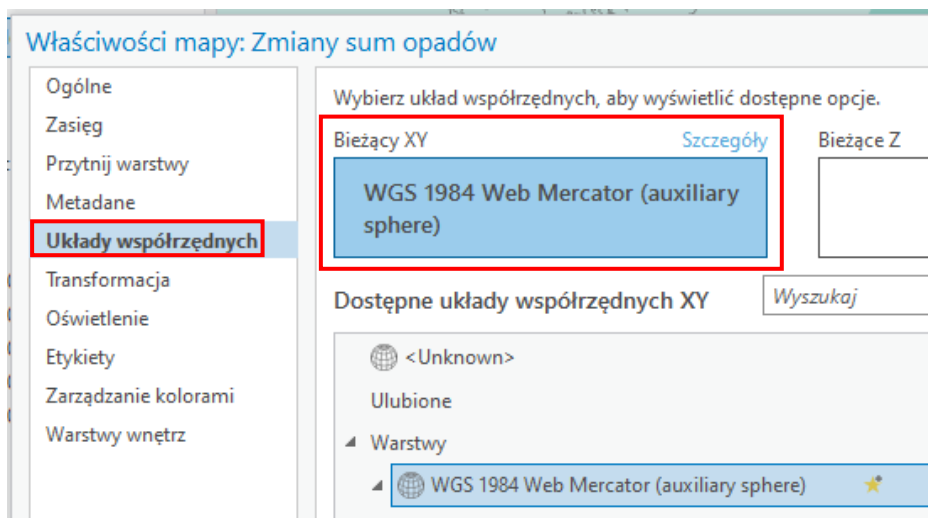 Właściwości mapy: Zmiany sum opadów
Ogólne
Zasięg
Przytnij warstwy
Metadane
Układy współrzędnych
Transformacja
Oświetlenie
Etykiety
Zarządzanie kolorami
Warstwy wnętrz
Wybierz układ współrzędnych, aby wyświetlić dostępne opcje.
Bieżący XY Szczegóły Bieżące Z
WGS 1984 Web Mercator (auxiliary
sphere)
Dostępne układy współrzędnych XY Wyszukaj
<Unknown>
Ulubione
Warstwy
WGS 1984 Web Mercator (auxiliary sphere)